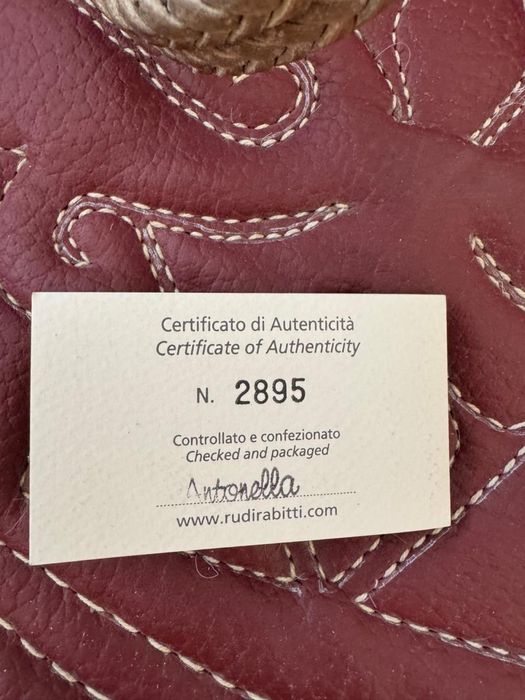 Certificato di Autenticità
Certificate of Authenticity
N. 2895
Controllato e confezionato
Checked and packaged
Antonella
www.rudirabitti.com